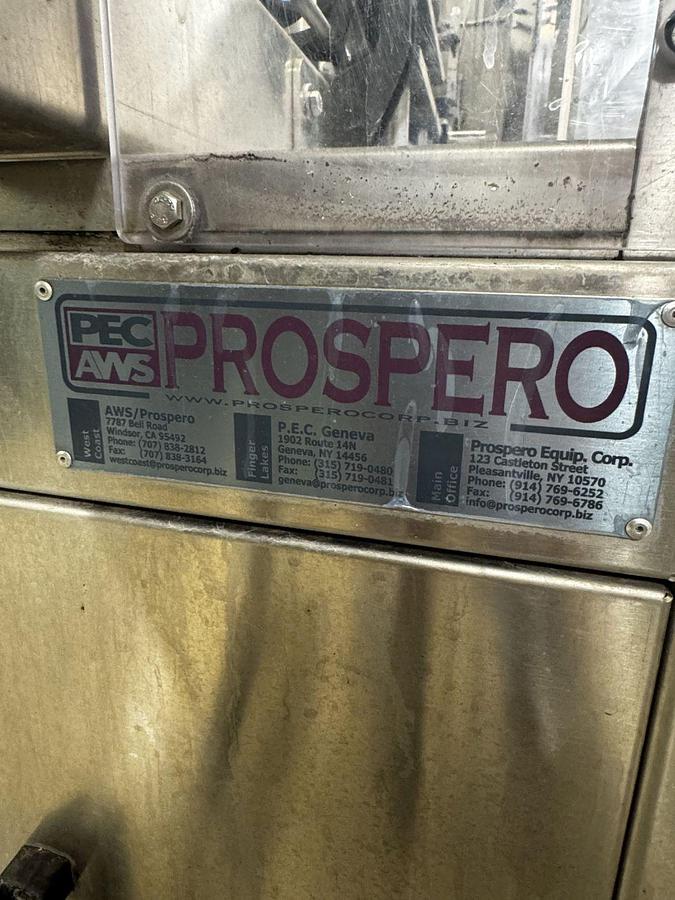 PEC
AWS
PROSPERO
WWW.PROSPEROCORP.BIZ
West Coast
AWS/Prospero
7787 Bell Road
Windsor, CA 95492
Phone: (707) 838-2812
Fax: (707) 838-3164
westcoast@prosperocorp.biz
Finger Lakes
P.E.C. Geneva
1902 Route 14N
Geneva, NY 14456
Phone: (315) 719-0480
Fax: (315) 719-0481
geneva@prosperocorp.biz
Main Office
Prospero Equip. Corp.
123 Castleton Street
Pleasantville, NY 10570
Phone: (914) 769-6252
Fax: (914) 769-6786
info@prosperocorp.biz